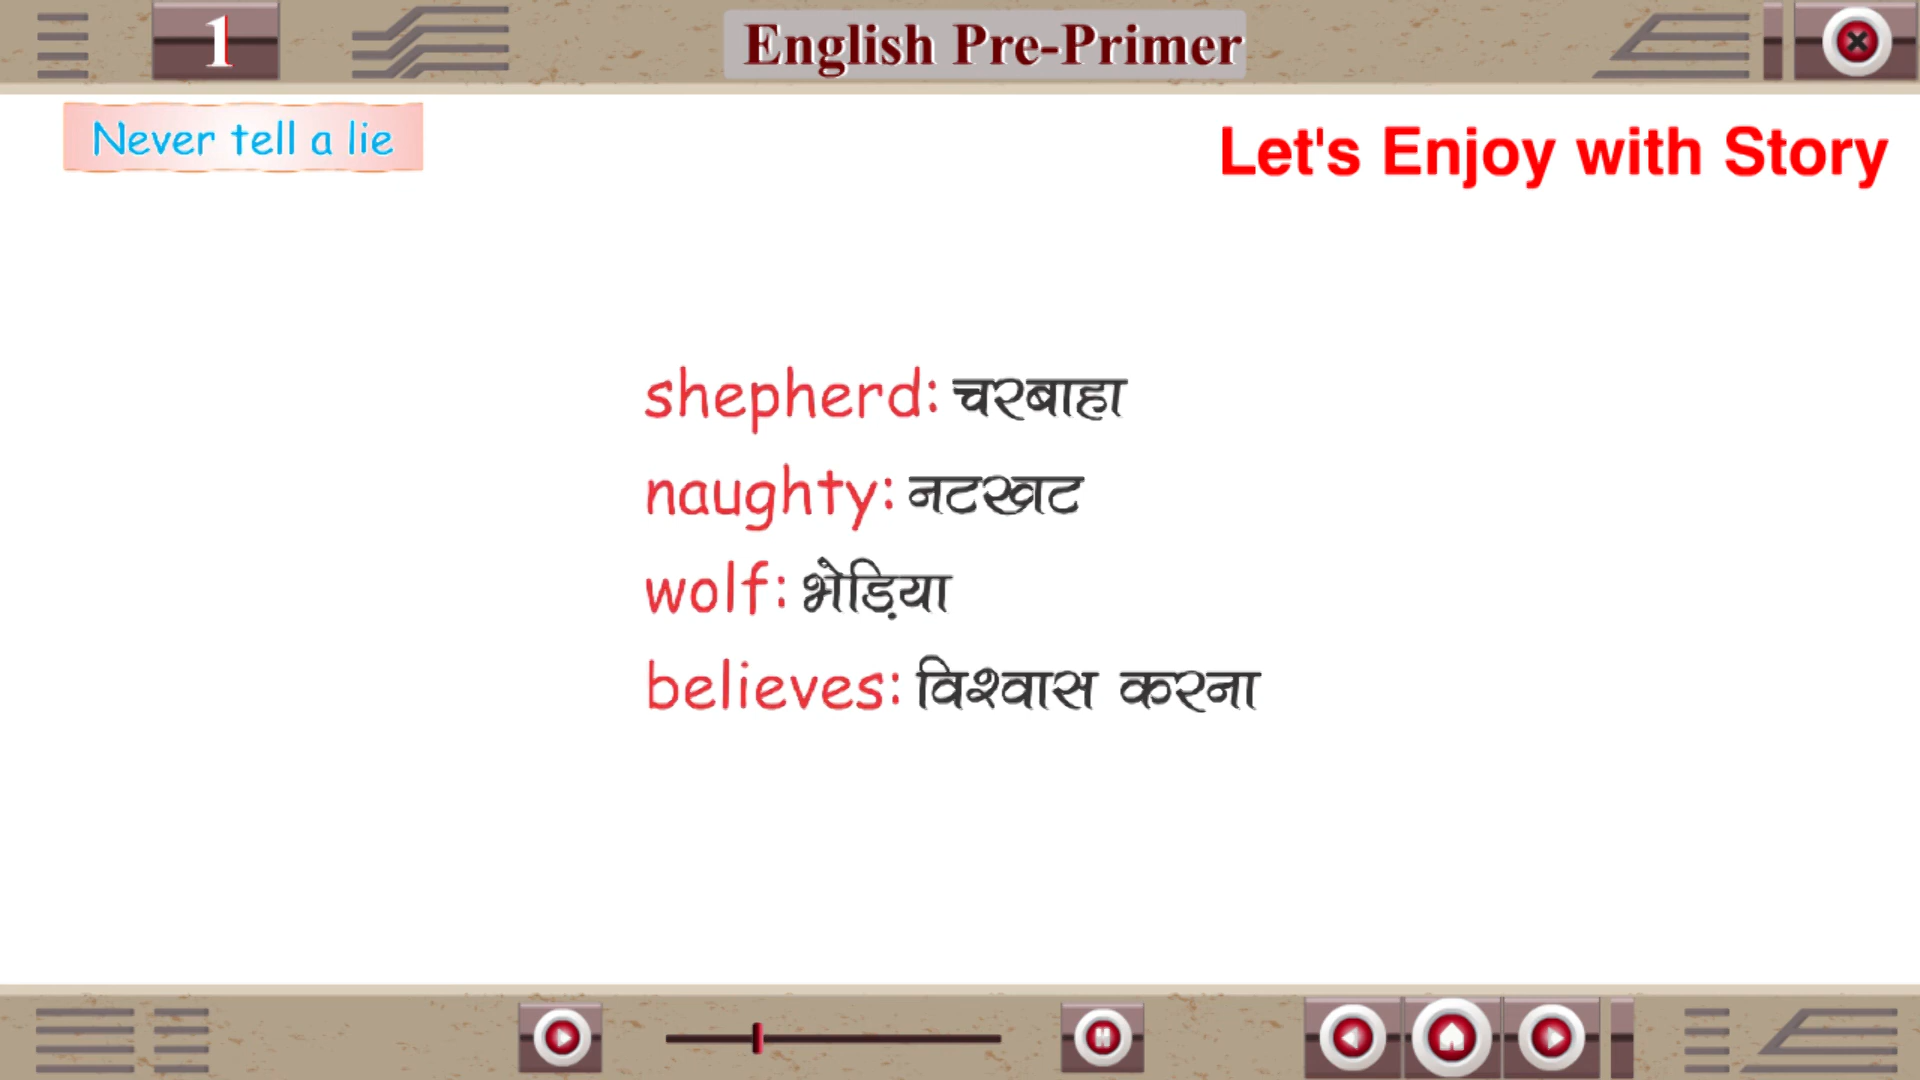 1
English Pre-Primer
Never tell a lie
Let's Enjoy with Story
shepherd: चरबाहा
naughty: नटखट
wolf: भेड़िया
believes: विश्वास करना